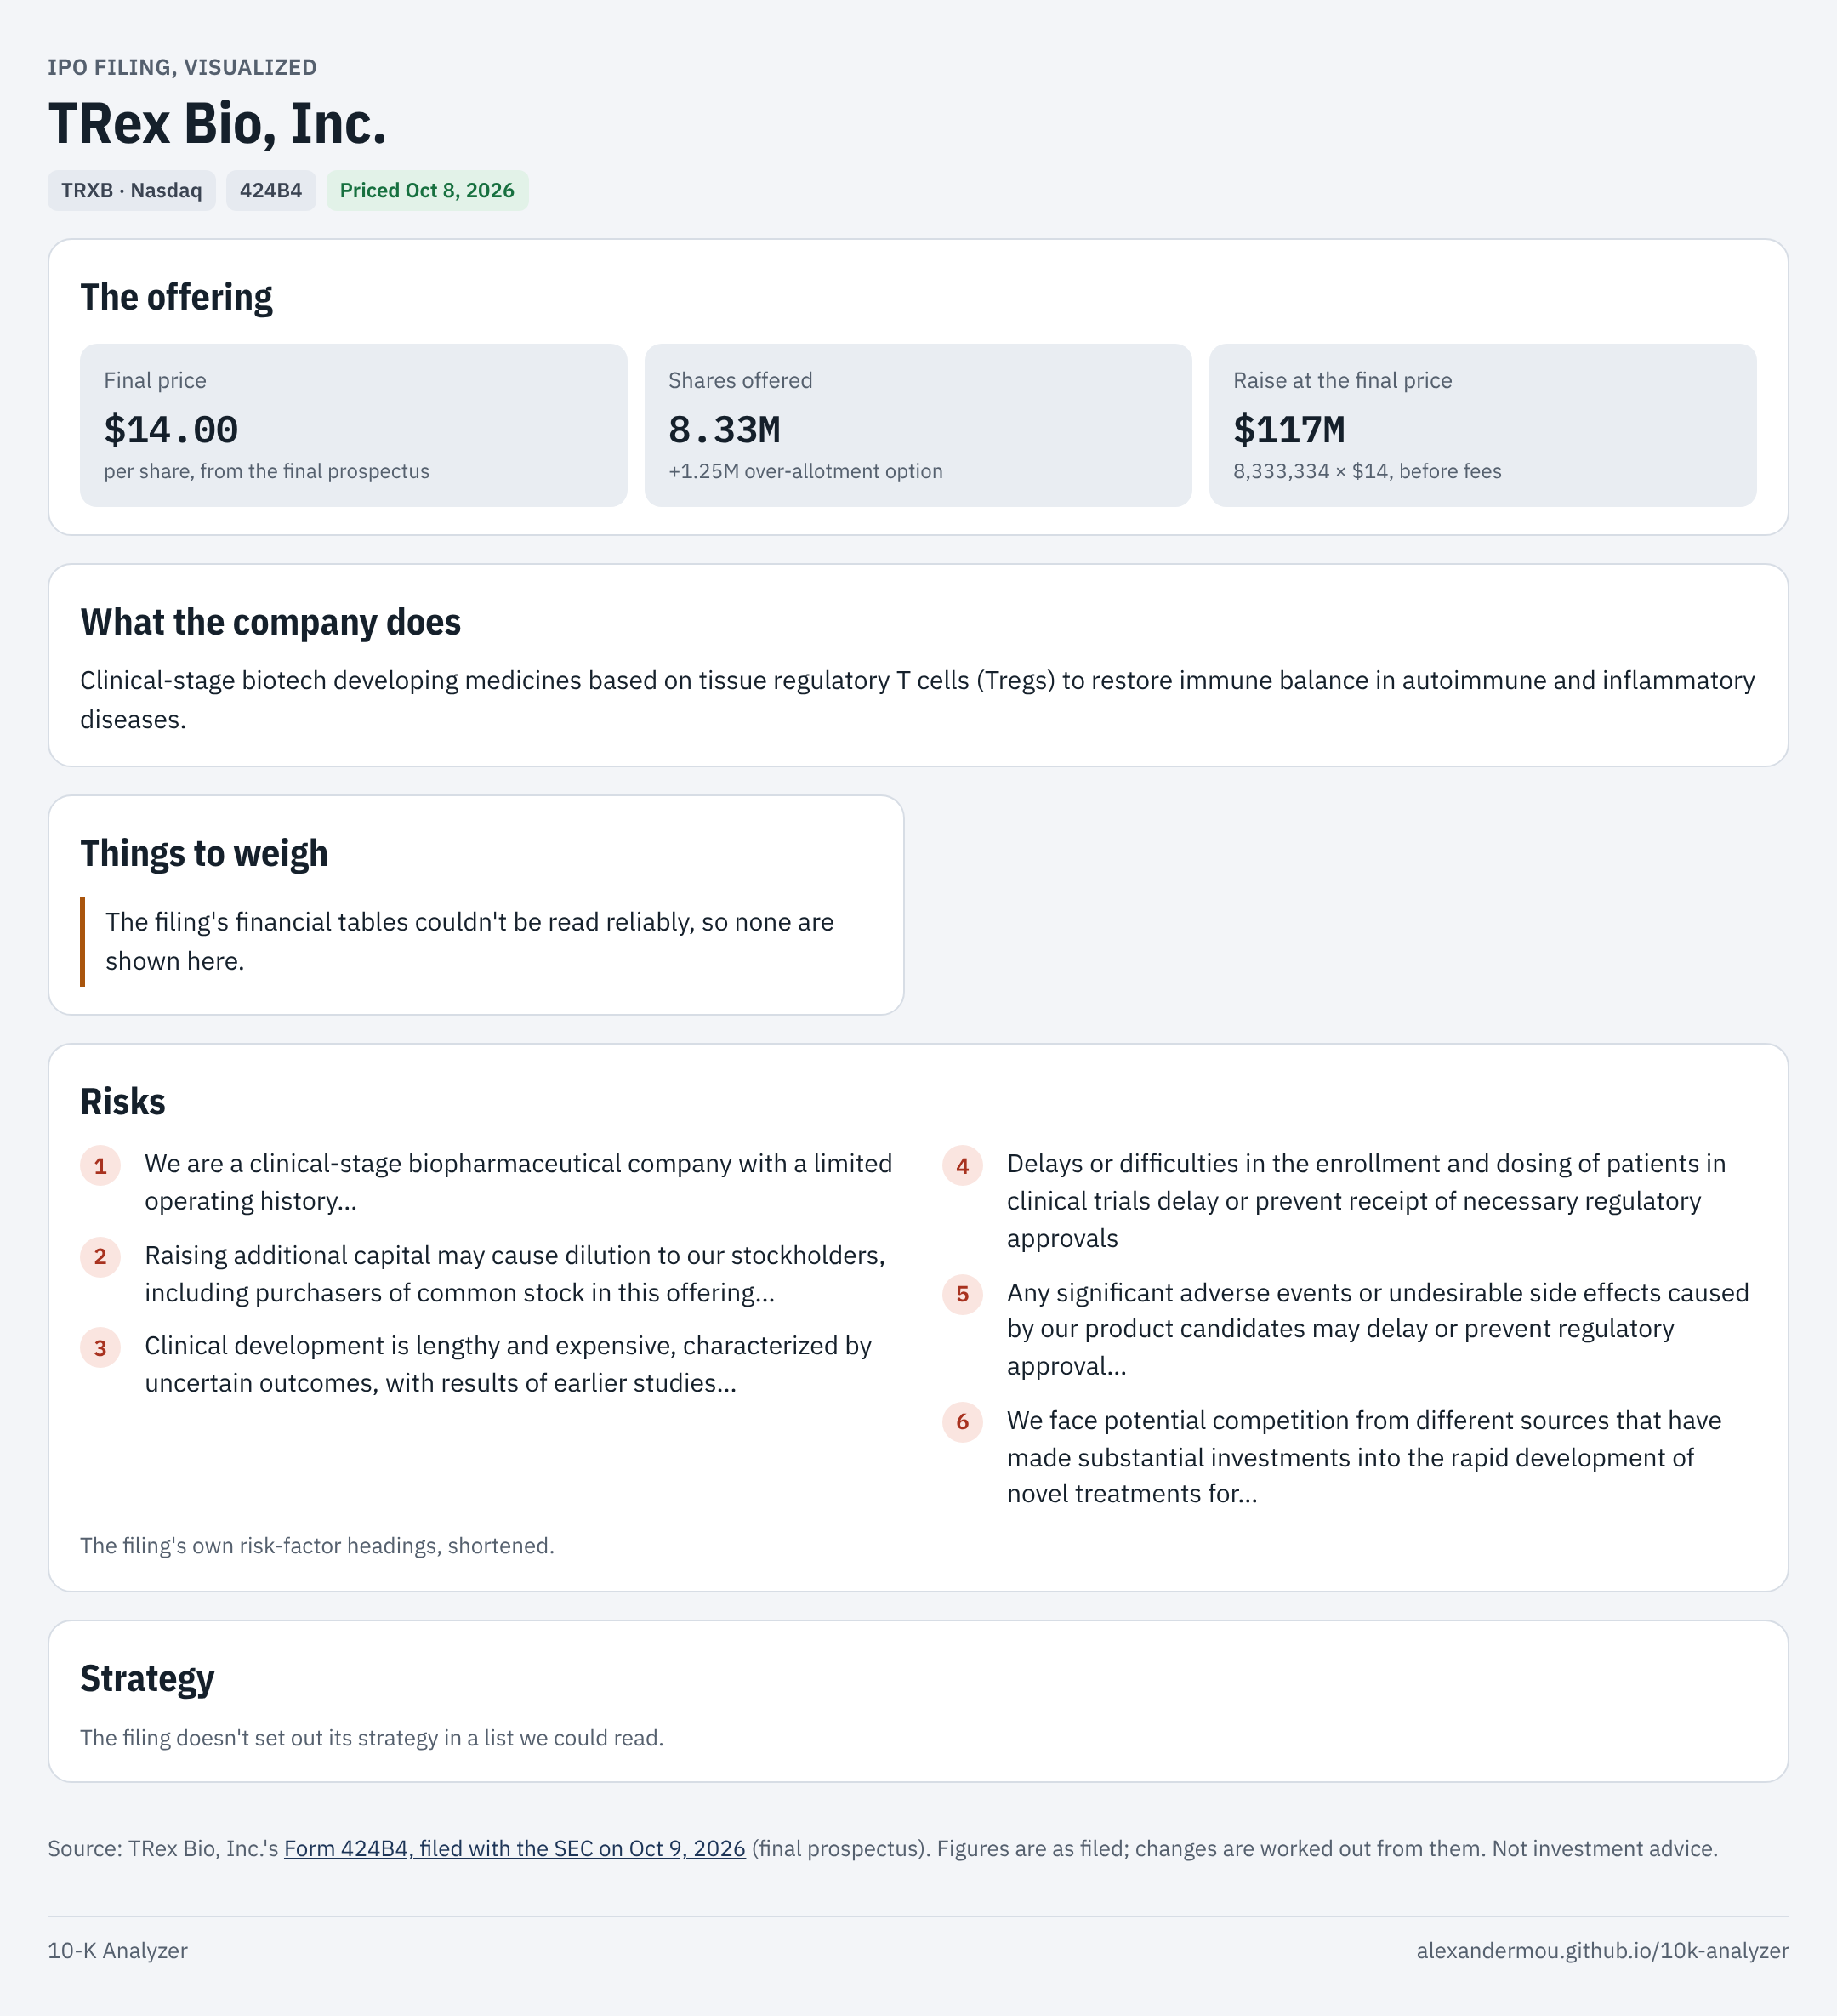 IPO FILING, VISUALIZED
TRex Bio, Inc.
TRXB · Nasdaq
424B4
Priced Oct 8, 2026
The offering
Final price
$14.00
per share, from the final prospectus
Shares offered
8.33M
+1.25M over-allotment option
Raise at the final price
$117M
8,333,334 × $14, before fees
What the company does
Clinical-stage biotech developing medicines based on tissue regulatory T cells (Tregs) to restore immune balance in autoimmune and inflammatory
diseases.
Things to weigh
The filing's financial tables couldn't be read reliably, so none are
shown here.
Risks
1
We are a clinical-stage biopharmaceutical company with a limited
operating history…
2
Raising additional capital may cause dilution to our stockholders,
including purchasers of common stock in this offering…
3
Clinical development is lengthy and expensive, characterized by
uncertain outcomes, with results of earlier studies…
4
Delays or difficulties in the enrollment and dosing of patients in
clinical trials delay or prevent receipt of necessary regulatory
approvals
5
Any significant adverse events or undesirable side effects caused
by our product candidates may delay or prevent regulatory
approval…
6
We face potential competition from different sources that have
made substantial investments into the rapid development of
novel treatments for…
The filing's own risk-factor headings, shortened.
Strategy
The filing doesn't set out its strategy in a list we could read.
Source: TRex Bio, Inc.'s Form 424B4, filed with the SEC on Oct 9, 2026 (final prospectus). Figures are as filed; changes are worked out from them. Not investment advice.
10-K Analyzer
alexandermou.github.io/10k-analyzer